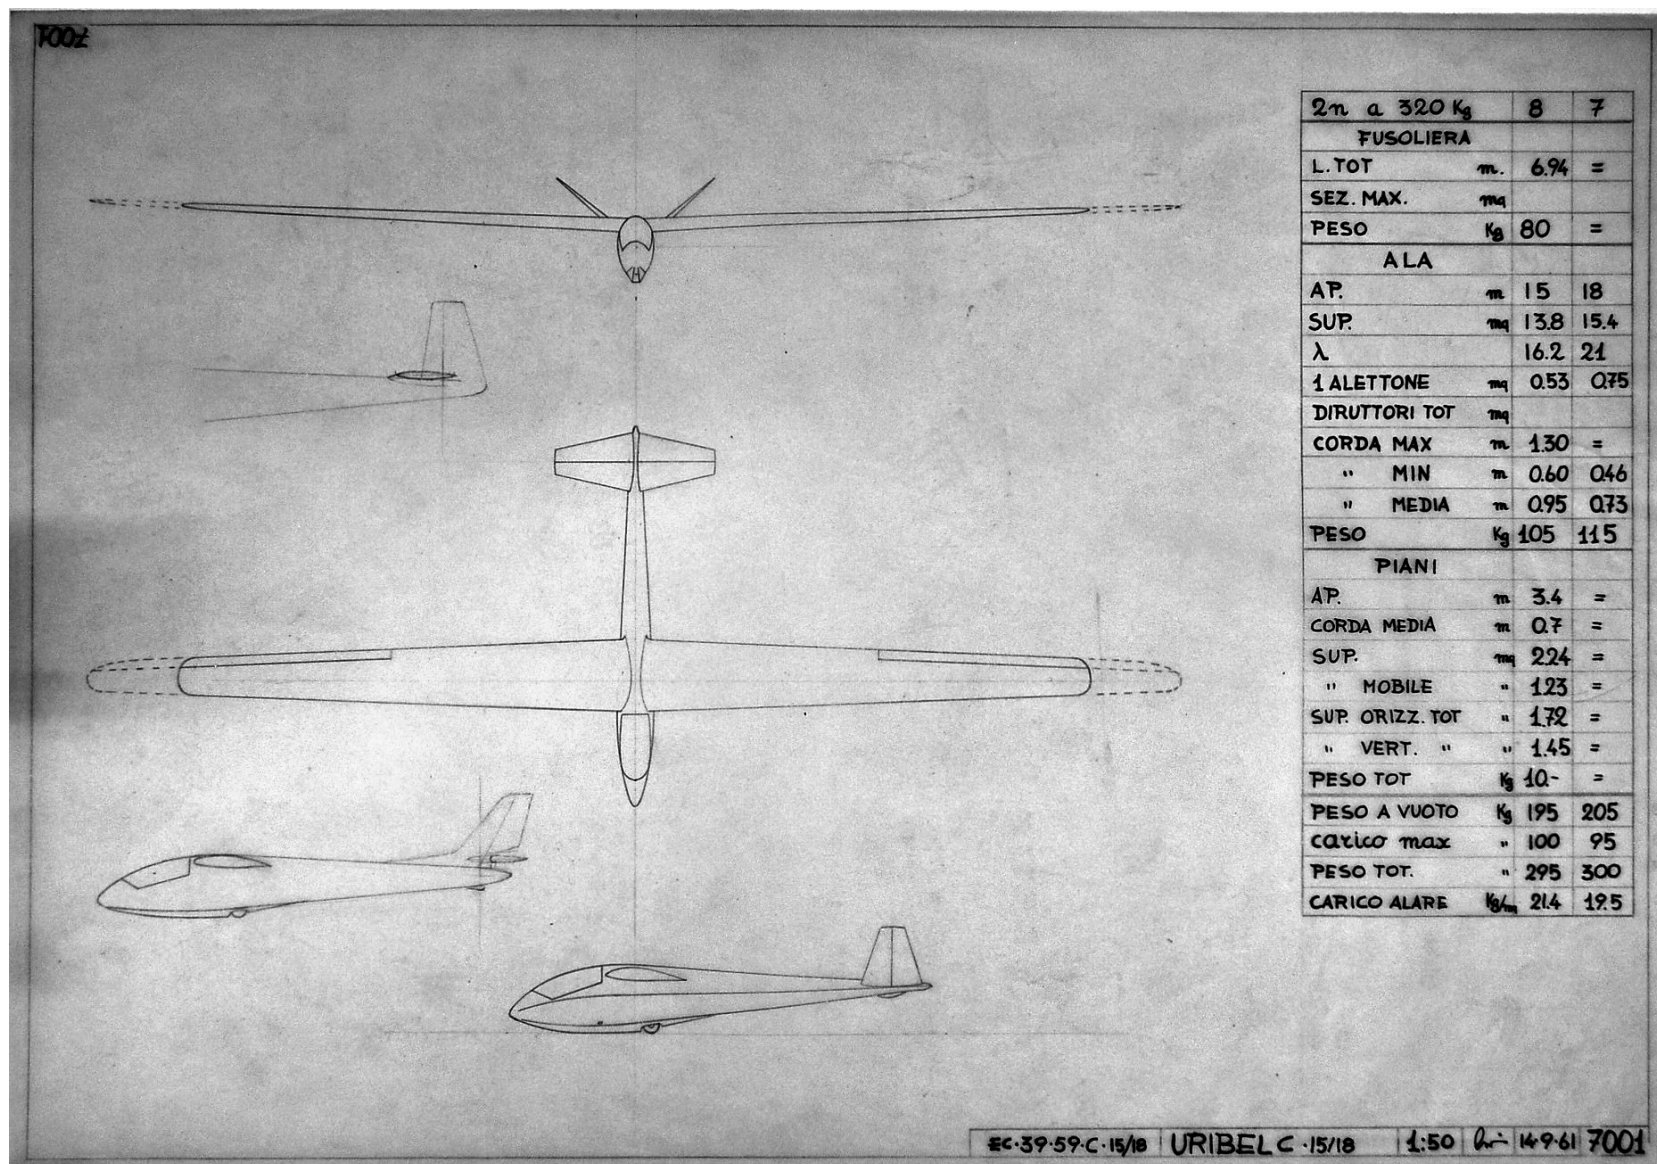 7001
2n a 320 Kg 8 7
FUSOLIERA
L. TOT m. 6.94 =
SEZ. MAX. mq
PESO Kg 80 =
ALA
AP. m 15 18
SUP. mq 13.8 15.4
λ 16.2 21
1 ALETTONE mq 0.53 0.75
DIRUTTORI TOT mq
CORDA MAX m 1.30 =
" MIN m 0.60 0.46
" MEDIA m 0.95 0.73
PESO Kg 105 115
PIANI
AP. m 3.4 =
CORDA MEDIA m 0.7 =
SUP. mq 2.24 =
" MOBILE " 1.23 =
SUP. ORIZZ. TOT " 1.72 =
" VERT. " " 1.45 =
PESO TOT Kg 10.- =
PESO A VUOTO Kg 195 205
carico max " 100 95
PESO TOT. " 295 300
CARICO ALARE Kg/m 21.4 19.5
EC·39·59·C·15/18 URIBEL C ·15/18 1:50 14·9·61 7001